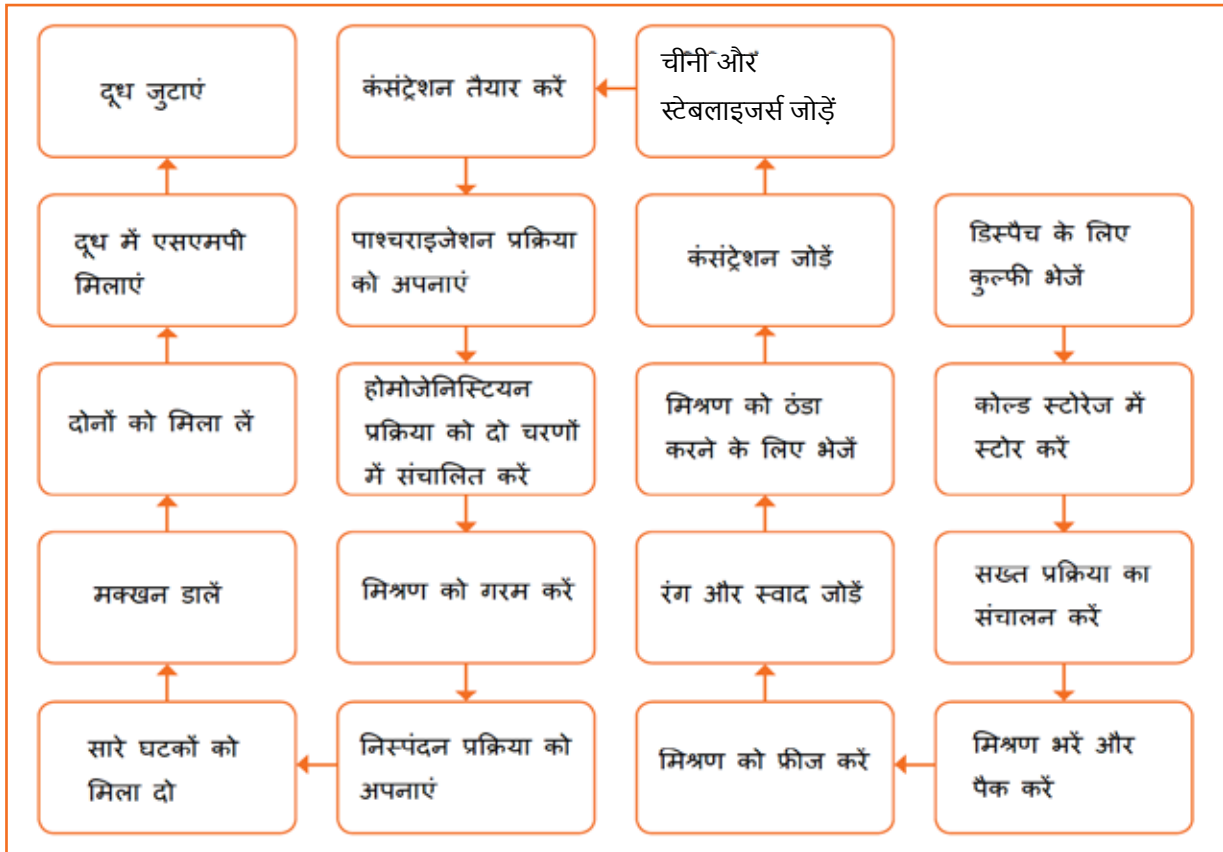 दूध जुटाएं
दूध में एसएमपी
मिलाएं
दोनों को मिला लें
मक्खन डालें
सारे घटकों को
मिला दो
कंसंट्रेशन तैयार करें
पाश्चराइजेशन प्रक्रिया
को अपनाएं
होमोजेनिस्टियन
प्रक्रिया को दो चरणों
में संचालित करें
मिश्रण को गरम करें
निस्पंदन प्रक्रिया को
अपनाएं
चीनी और
स्टेबलाइजर्स जोड़ें
कंसंट्रेशन जोड़ें
मिश्रण को ठंडा
करने के लिए भेजें
रंग और स्वाद जोड़ें
मिश्रण को फ्रीज करें
डिस्पैच के लिए
कुल्फी भेजें
कोल्ड स्टोरेज में
स्टोर करें
सख्त प्रक्रिया का
संचालन करें
मिश्रण भरें और
पैक करें